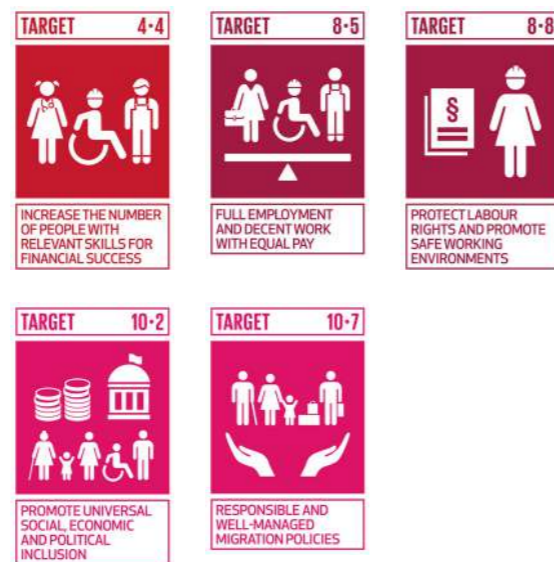 TARGET 4·4
INCREASE THE NUMBER
OF PEOPLE WITH
RELEVANT SKILLS FOR
FINANCIAL SUCCESS
TARGET 8·5
FULL EMPLOYMENT
AND DECENT WORK
WITH EQUAL PAY
TARGET 8·8
§
PROTECT LABOUR
RIGHTS AND PROMOTE
SAFE WORKING
ENVIRONMENTS
TARGET 10·2
PROMOTE UNIVERSAL
SOCIAL, ECONOMIC
AND POLITICAL
INCLUSION
TARGET 10·7
RESPONSIBLE AND
WELL-MANAGED
MIGRATION POLICIES